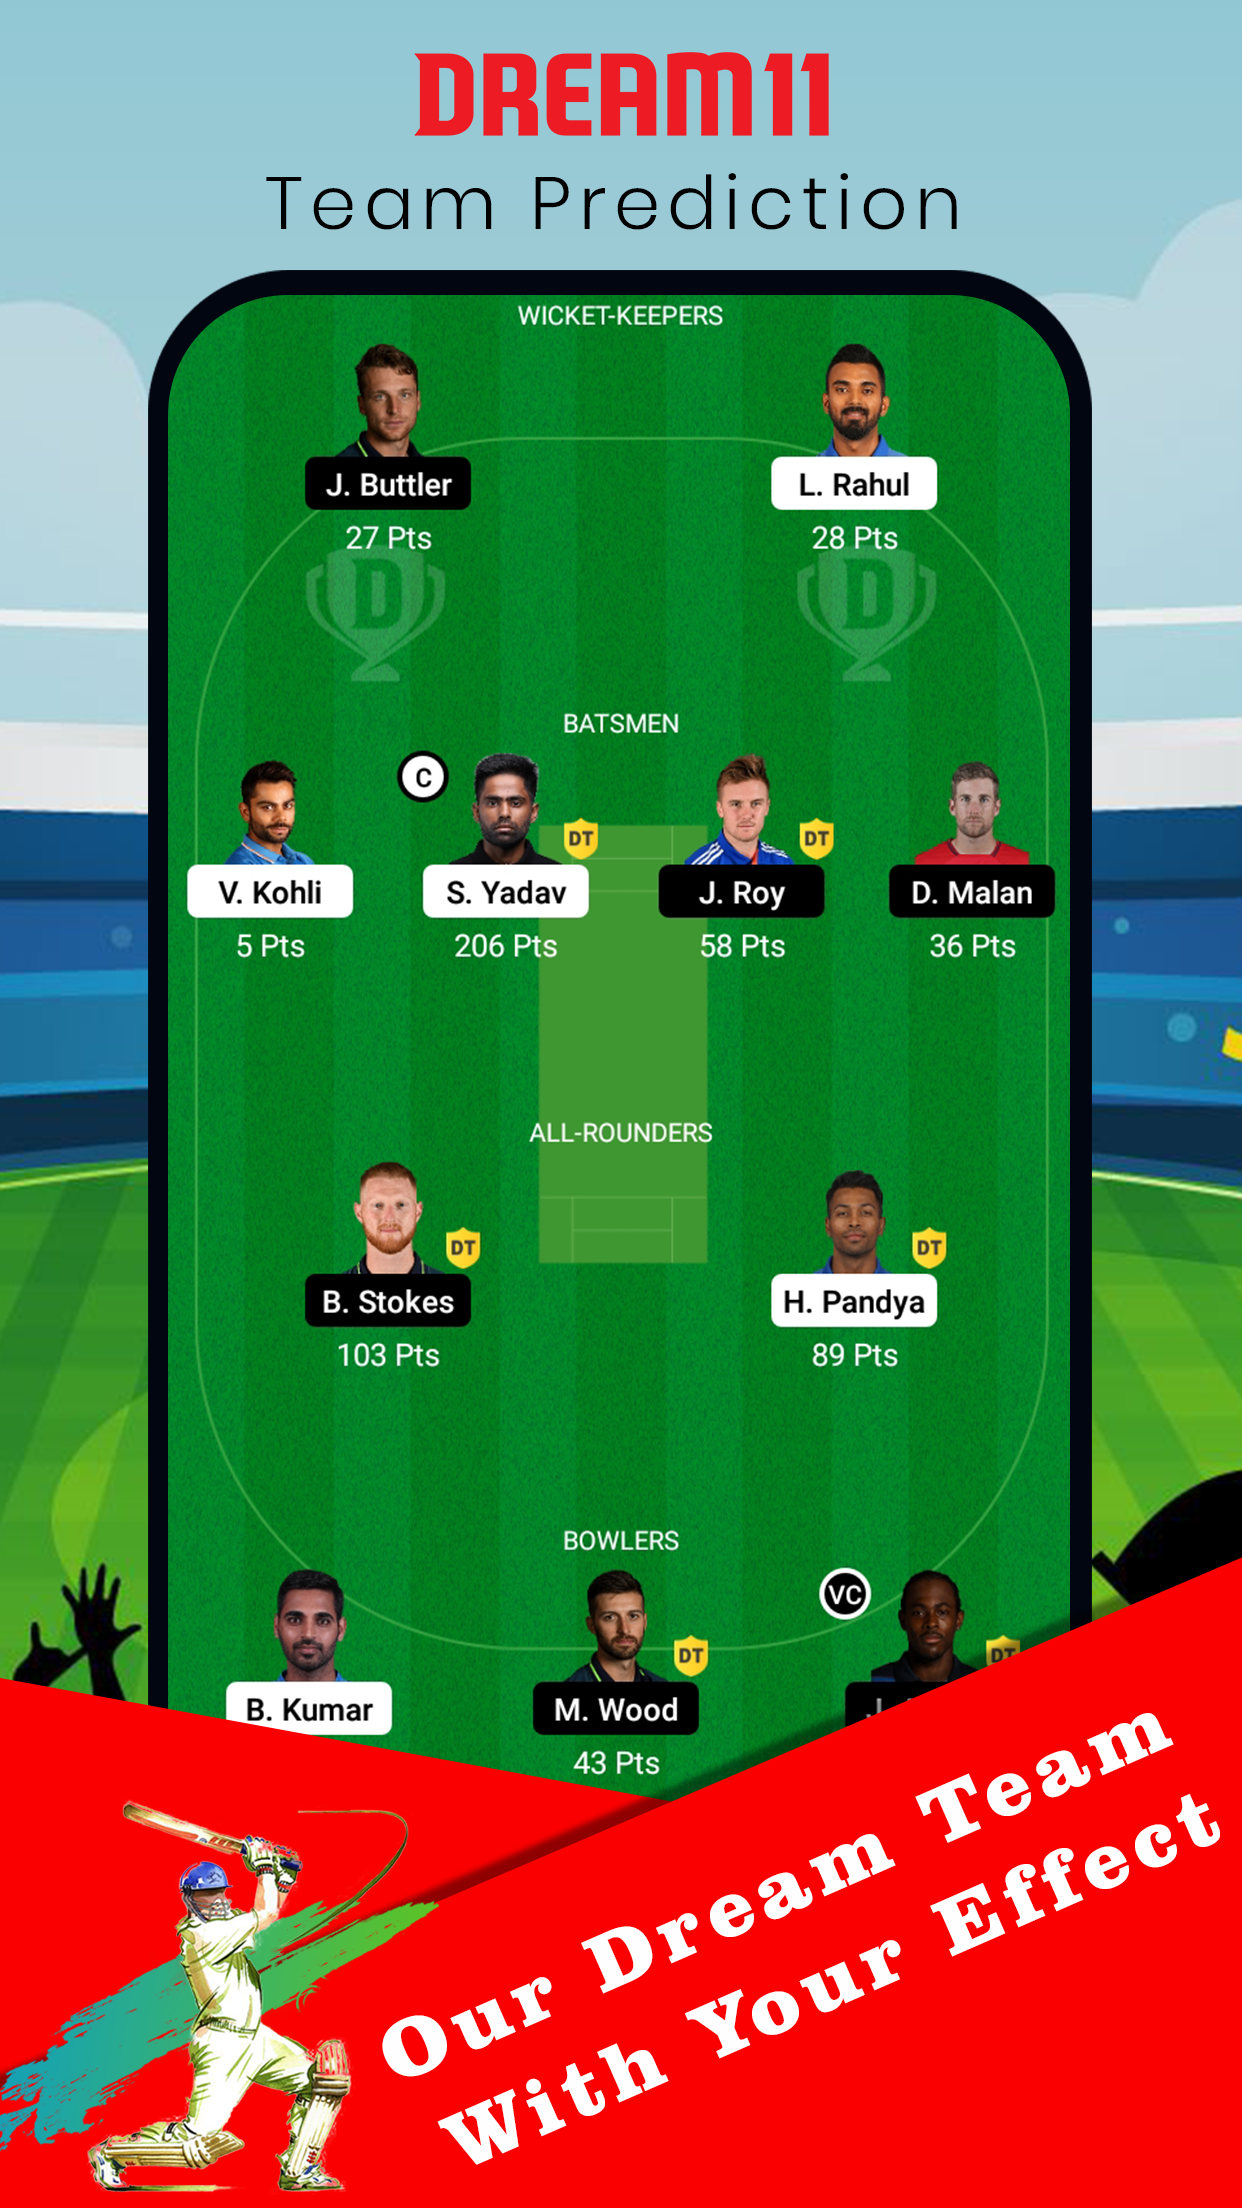 DREAM11
Team Prediction
WICKET-KEEPERS
J. Buttler
L. Rahul
27 Pts
28 Pts
D
D
BATSMEN
C
DT
DT
V. Kohli
S. Yadav
J. Roy
D. Malan
5 Pts
206 Pts
58 Pts
36 Pts
ALL-ROUNDERS
DT
DT
B. Stokes
H. Pandya
103 Pts
89 Pts
BOWLERS
VC
DT
DT
B. Kumar
M. Wood
J.
43 Pts
Our Dream Team
With Your Effect